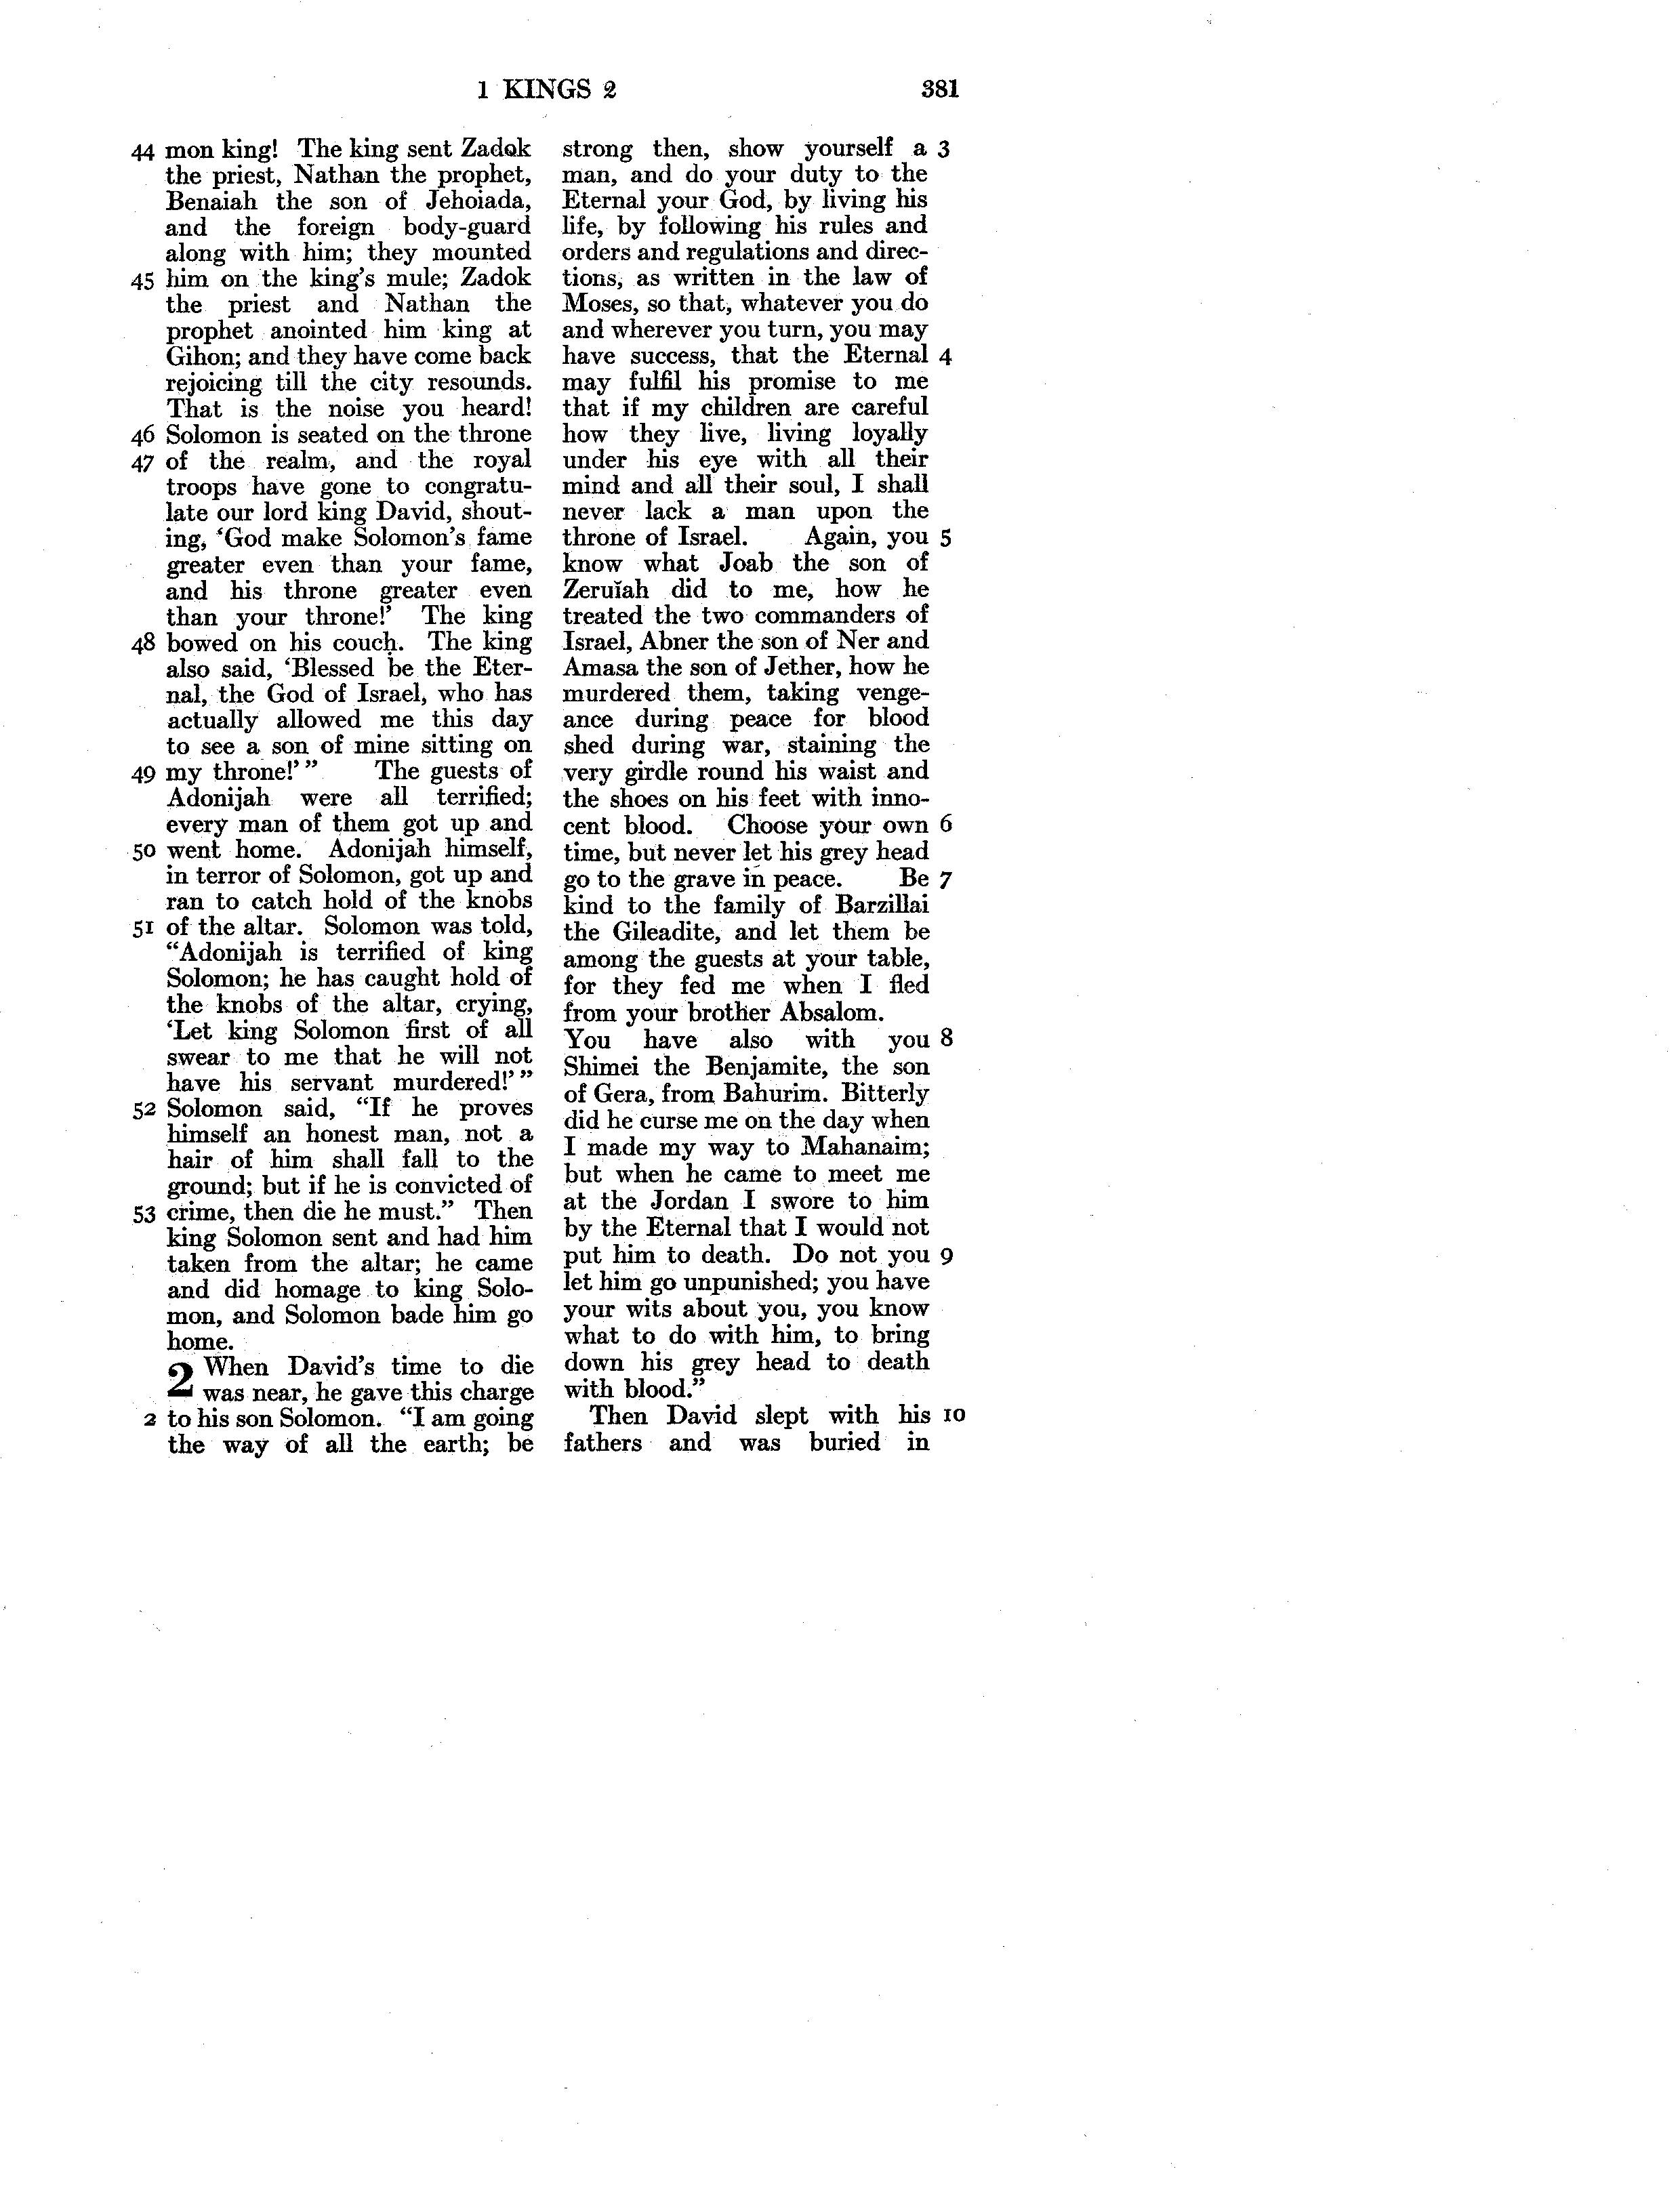 1 KINGS 2 381
44 mon king! The king sent Zadok
the priest, Nathan the prophet,
Benaiah the son of Jehoiada,
and the foreign body-guard
along with him; they mounted
45 him on the king's mule; Zadok
the priest and Nathan the
prophet anointed him king at
Gihon; and they have come back
rejoicing till the city resounds.
That is the noise you heard!
46 Solomon is seated on the throne
47 of the realm, and the royal
troops have gone to congratu-
late our lord king David, shout-
ing, ‘God make Solomon's fame
greater even than your fame,
and his throne greater even
than your throne!’ The king
48 bowed on his couch. The king
also said, ‘Blessed be the Eter-
nal, the God of Israel, who has
actually allowed me this day
to see a son of mine sitting on
49 my throne!’” The guests of
Adonijah were all terrified;
every man of them got up and
50 went home. Adonijah himself,
in terror of Solomon, got up and
ran to catch hold of the knobs
51 of the altar. Solomon was told,
“Adonijah is terrified of king
Solomon; he has caught hold of
the knobs of the altar, crying,
‘Let king Solomon first of all
swear to me that he will not
have his servant murdered!’”
52 Solomon said, “If he proves
himself an honest man, not a
hair of him shall fall to the
ground; but if he is convicted of
53 crime, then die he must.” Then
king Solomon sent and had him
taken from the altar; he came
and did homage to king Solo-
mon, and Solomon bade him go
home.
2 When David's time to die
was near, he gave this charge
2 to his son Solomon. “I am going
the way of all the earth; be
strong then, show yourself a 3
man, and do your duty to the
Eternal your God, by living his
life, by following his rules and
orders and regulations and direc-
tions, as written in the law of
Moses, so that, whatever you do
and wherever you turn, you may
have success, that the Eternal 4
may fulfil his promise to me
that if my children are careful
how they live, living loyally
under his eye with all their
mind and all their soul, I shall
never lack a man upon the
throne of Israel. Again, you 5
know what Joab the son of
Zeruïah did to me, how he
treated the two commanders of
Israel, Abner the son of Ner and
Amasa the son of Jether, how he
murdered them, taking venge-
ance during peace for blood
shed during war, staining the
very girdle round his waist and
the shoes on his feet with inno-
cent blood. Choose your own 6
time, but never let his grey head
go to the grave in peace. Be 7
kind to the family of Barzillai
the Gileadite, and let them be
among the guests at your table,
for they fed me when I fled
from your brother Absalom.
You have also with you 8
Shimei the Benjamite, the son
of Gera, from Bahurim. Bitterly
did he curse me on the day when
I made my way to Mahanaim;
but when he came to meet me
at the Jordan I swore to him
by the Eternal that I would not
put him to death. Do not you 9
let him go unpunished; you have
your wits about you, you know
what to do with him, to bring
down his grey head to death
with blood.”
Then David slept with his 10
fathers and was buried in